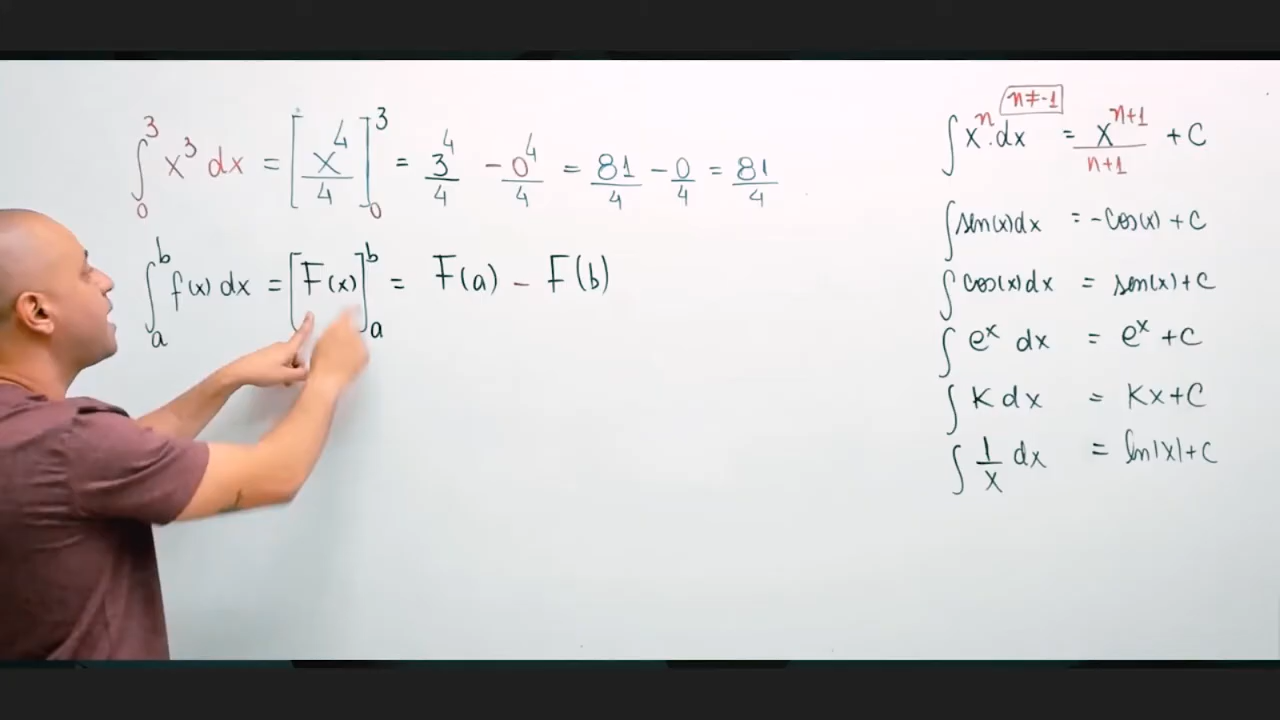 ∫₀³ x³ dx = [x⁴/4]₀³ = 3⁴/4 - 0⁴/4 = 81/4 - 0/4 = 81/4
∫ₐᵇ f(x) dx = [F(x)]ₐᵇ = F(a) - F(b)
n≠-1
∫xⁿ·dx = xⁿ⁺¹/n+1 + C
∫sen(x)dx = -cos(x) + C
∫cos(x)dx = sen(x) + C
∫eˣ dx = eˣ + C
∫K dx = Kx + C
∫1/x dx = ln|x| + C